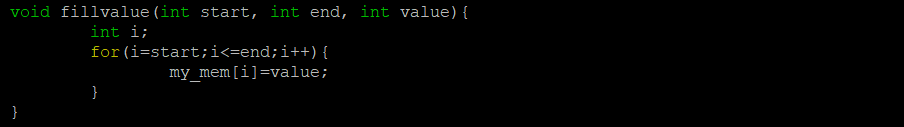 void fillvalue(int start, int end, int value){
        int i;
        for(i=start;i<=end;i++){
                my_mem[i]=value;
        }
}